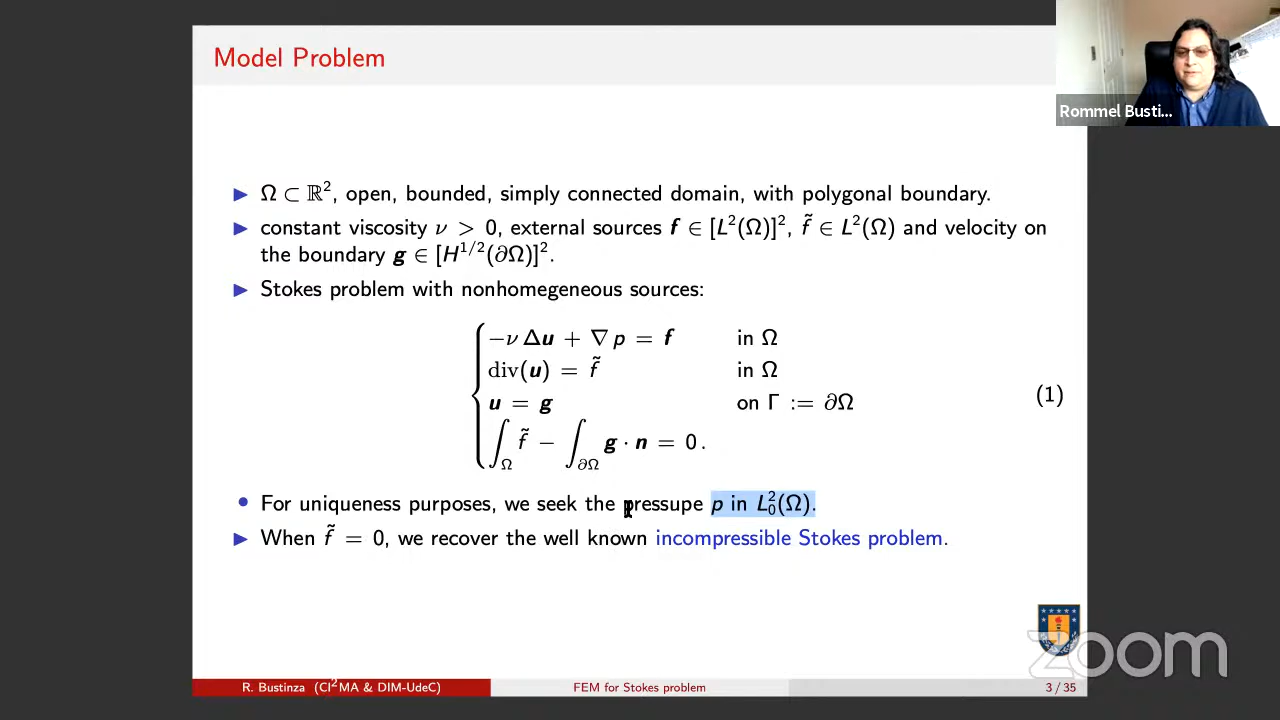 Model Problem
Rommel Busti...
▶ Ω ⊂ ℝ², open, bounded, simply connected domain, with polygonal boundary.
▶ constant viscosity ν > 0, external sources f ∈ [L²(Ω)]², f̃ ∈ L²(Ω) and velocity on
the boundary g ∈ [H^{1/2}(∂Ω)]².
▶ Stokes problem with nonhomegeneous sources:
−ν Δu + ∇p = f in Ω
div(u) = f̃ in Ω
u = g on Γ := ∂Ω
(1)
∫_Ω f̃ − ∫_{∂Ω} g · n = 0.
• For uniqueness purposes, we seek the pressupe p in L²₀(Ω).
▶ When f̃ = 0, we recover the well known incompressible Stokes problem.
zoom
R. Bustinza (CI²MA & DIM-UdeC) FEM for Stokes problem 3 / 35